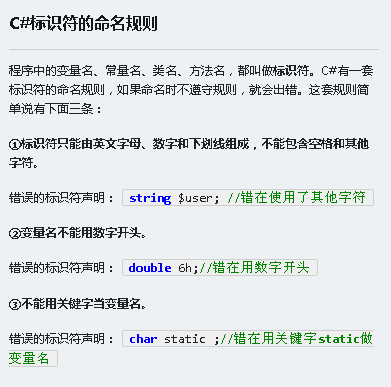 C#标识符的命名规则
程序中的变量名、常量名、类名、方法名，都叫做标识符。C#有一套
标识符的命名规则，如果命名时不遵守规则，就会出错。这套规则简
单说有下面三条：
①标识符只能由英文字母、数字和下划线组成，不能包含空格和其他
字符。
错误的标识符声明： string $user; //错在使用了其他字符
②变量名不能用数字开头。
错误的标识符声明： double 6h;//错在用数字开头
③不能用关键字当变量名。
错误的标识符声明： char static ;//错在用关键字static做
变量名